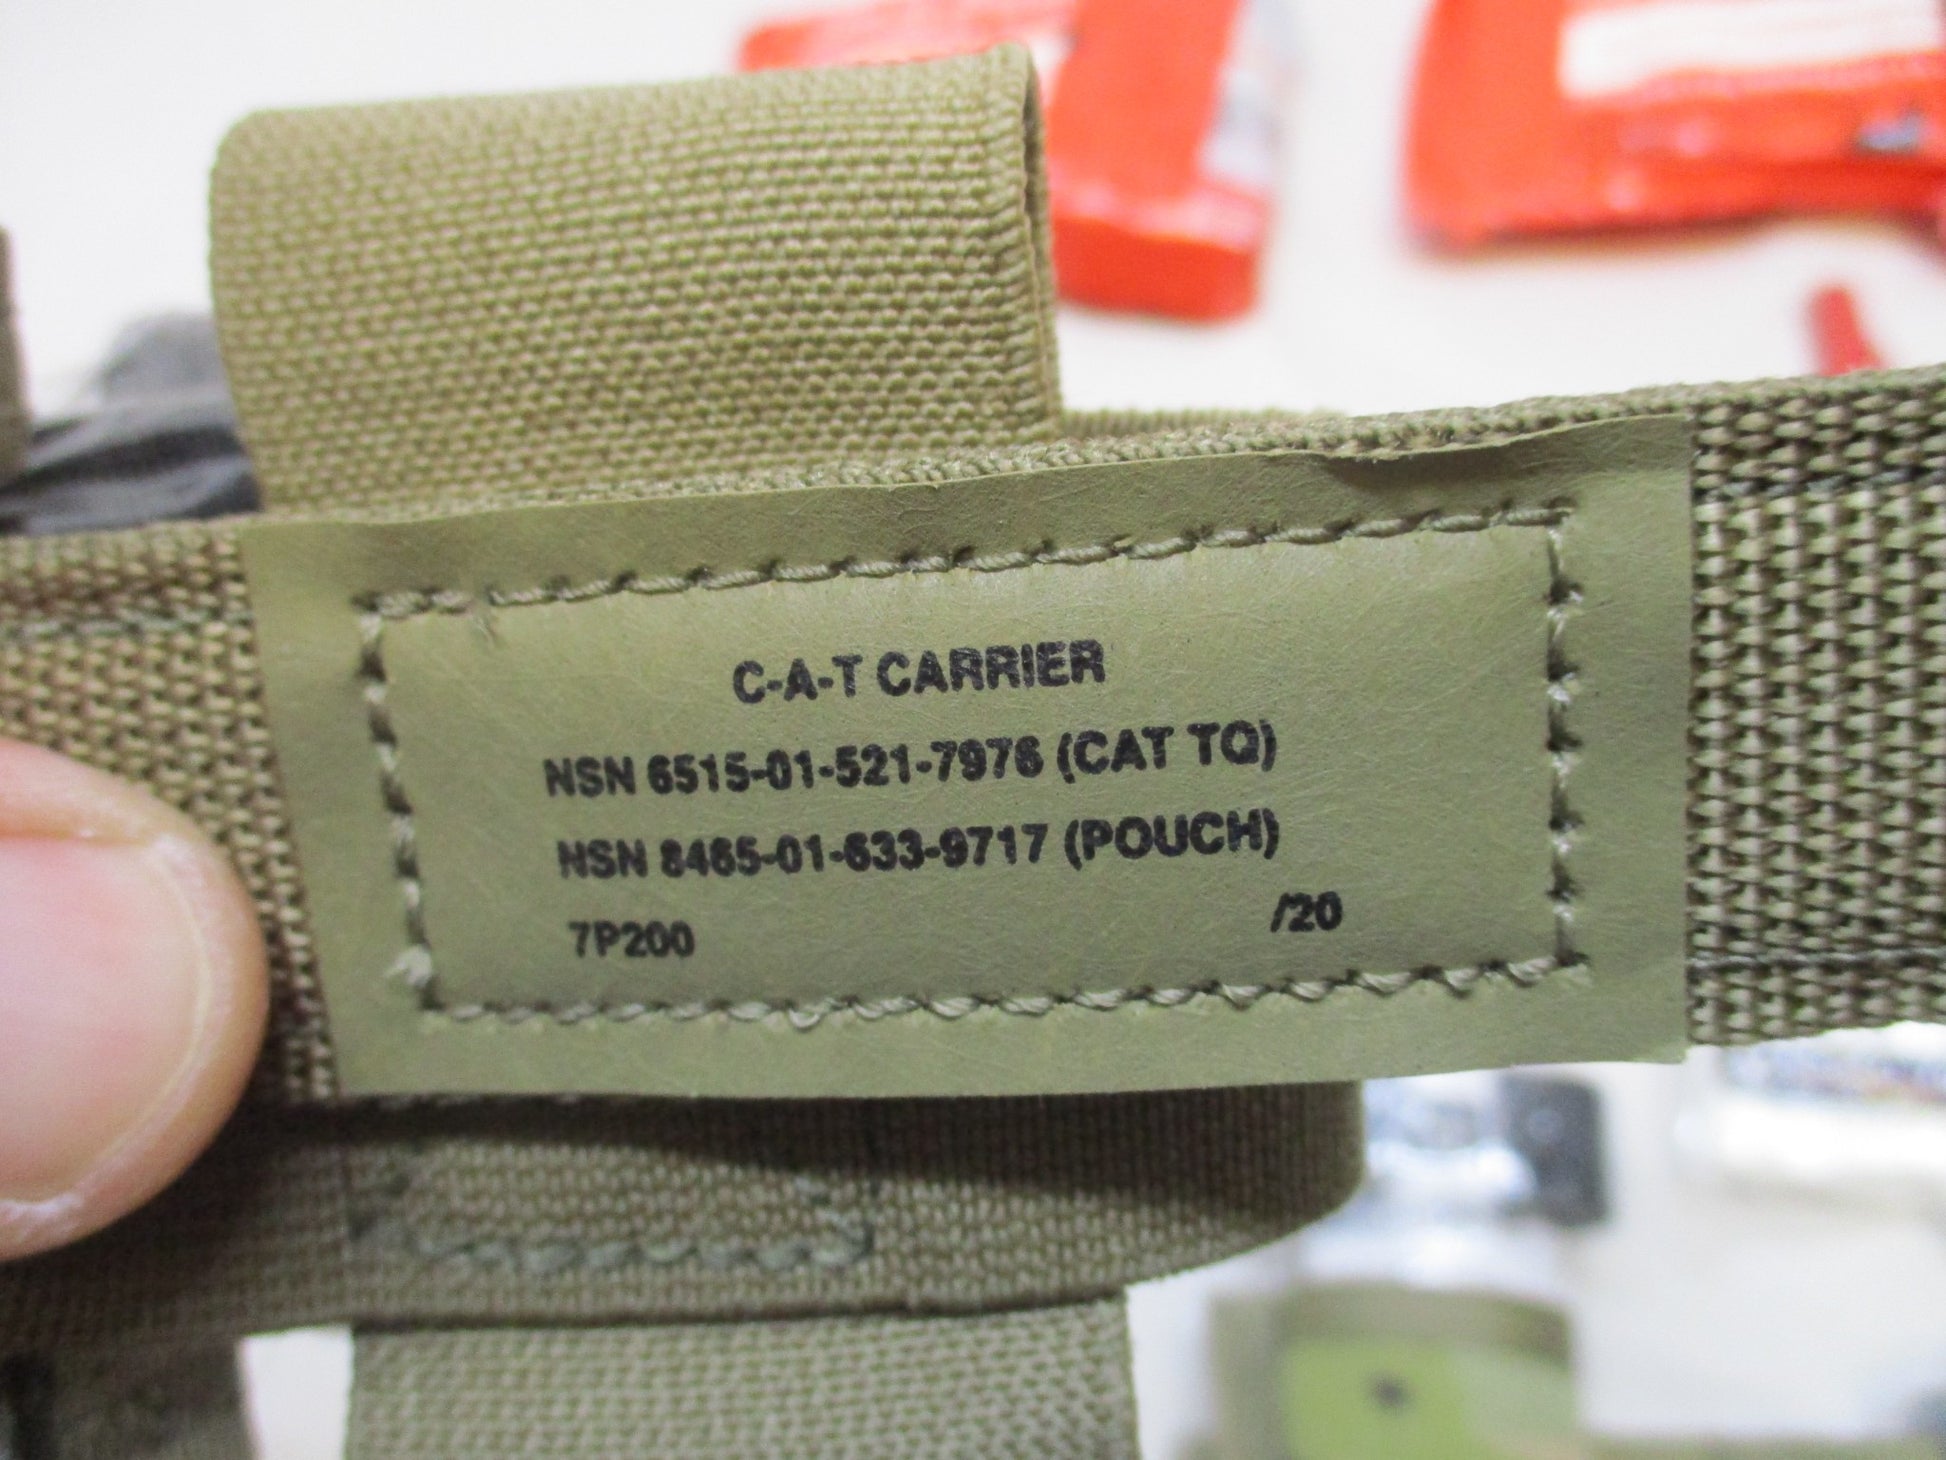 C-A-T CARRIER
NSN 6515-01-521-7976 (CAT TQ)
NSN 8465-01-633-9717 (POUCH)
7P200 /20